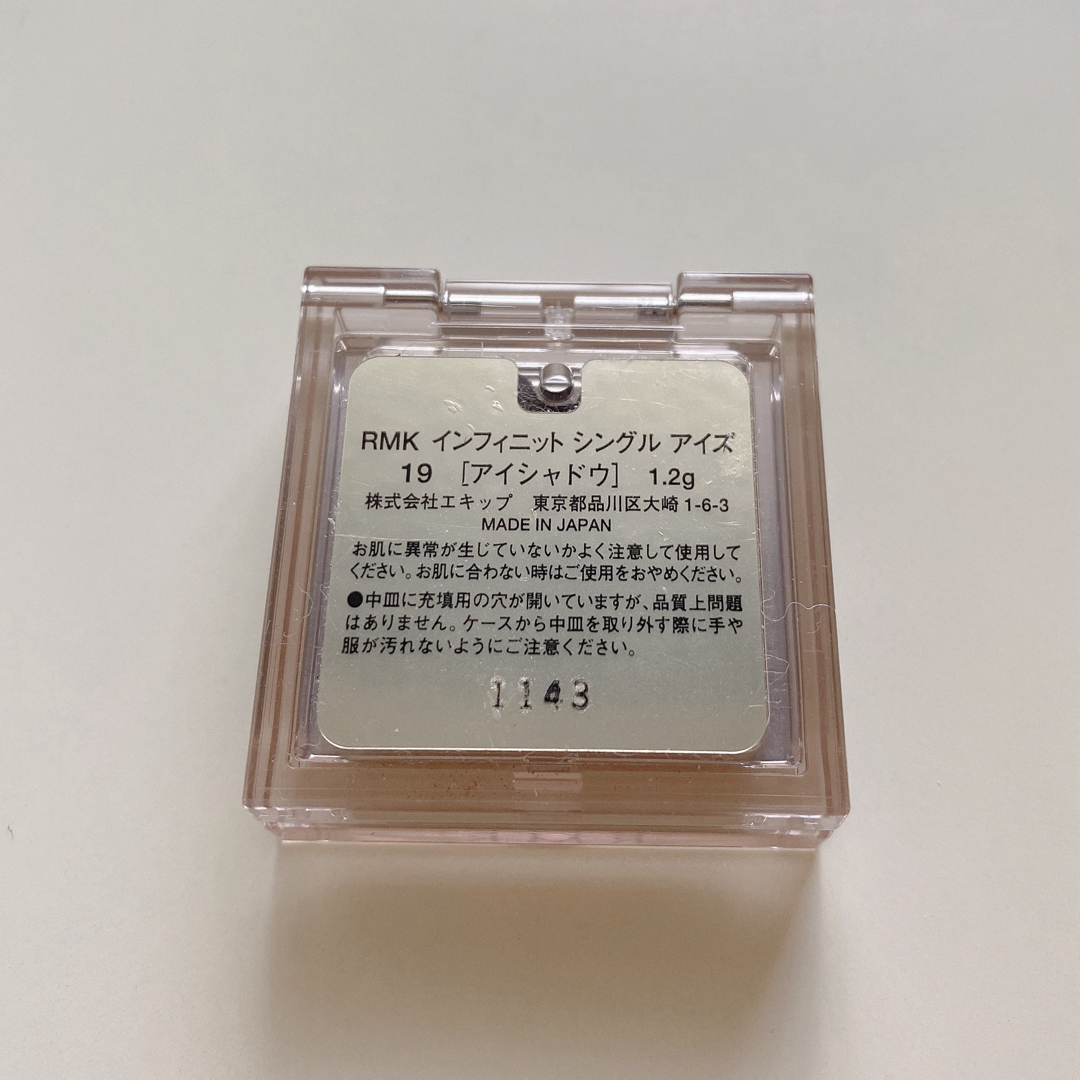 RMK インフィニット シングル アイズ
19 [アイシャドウ] 1.2g
株式会社エキップ 東京都品川区大崎1-6-3
MADE IN JAPAN
お肌に異常が生じていないかよく注意して使用して
ください。お肌に合わない時はご使用をおやめください。
●中皿に充填用の穴が開いていますが、品質上問題
はありません。ケースから中皿を取り外す際に手や
服が汚れないようにご注意ください。
1143